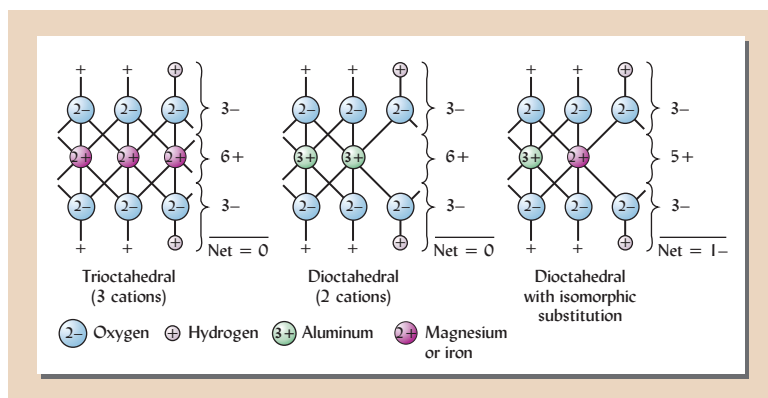 + + + + + + + + +
2– 2– 2– 3– 2– 2– 2– 3– 2– 2– 2– 3–
2+ 2+ 2+ 6+ 3+ 3+ 6+ 3+ 2+ 5+
2– 2– 2– 3– 2– 2– 2– 3– 2– 2– 2– 3–
+ + + Net = 0 + + + Net = 0 + + + Net = 1–
Trioctahedral
(3 cations)
Dioctahedral
(2 cations)
Dioctahedral
with isomorphic
substitution
2– Oxygen + Hydrogen 3+ Aluminum 2+ Magnesium
or iron